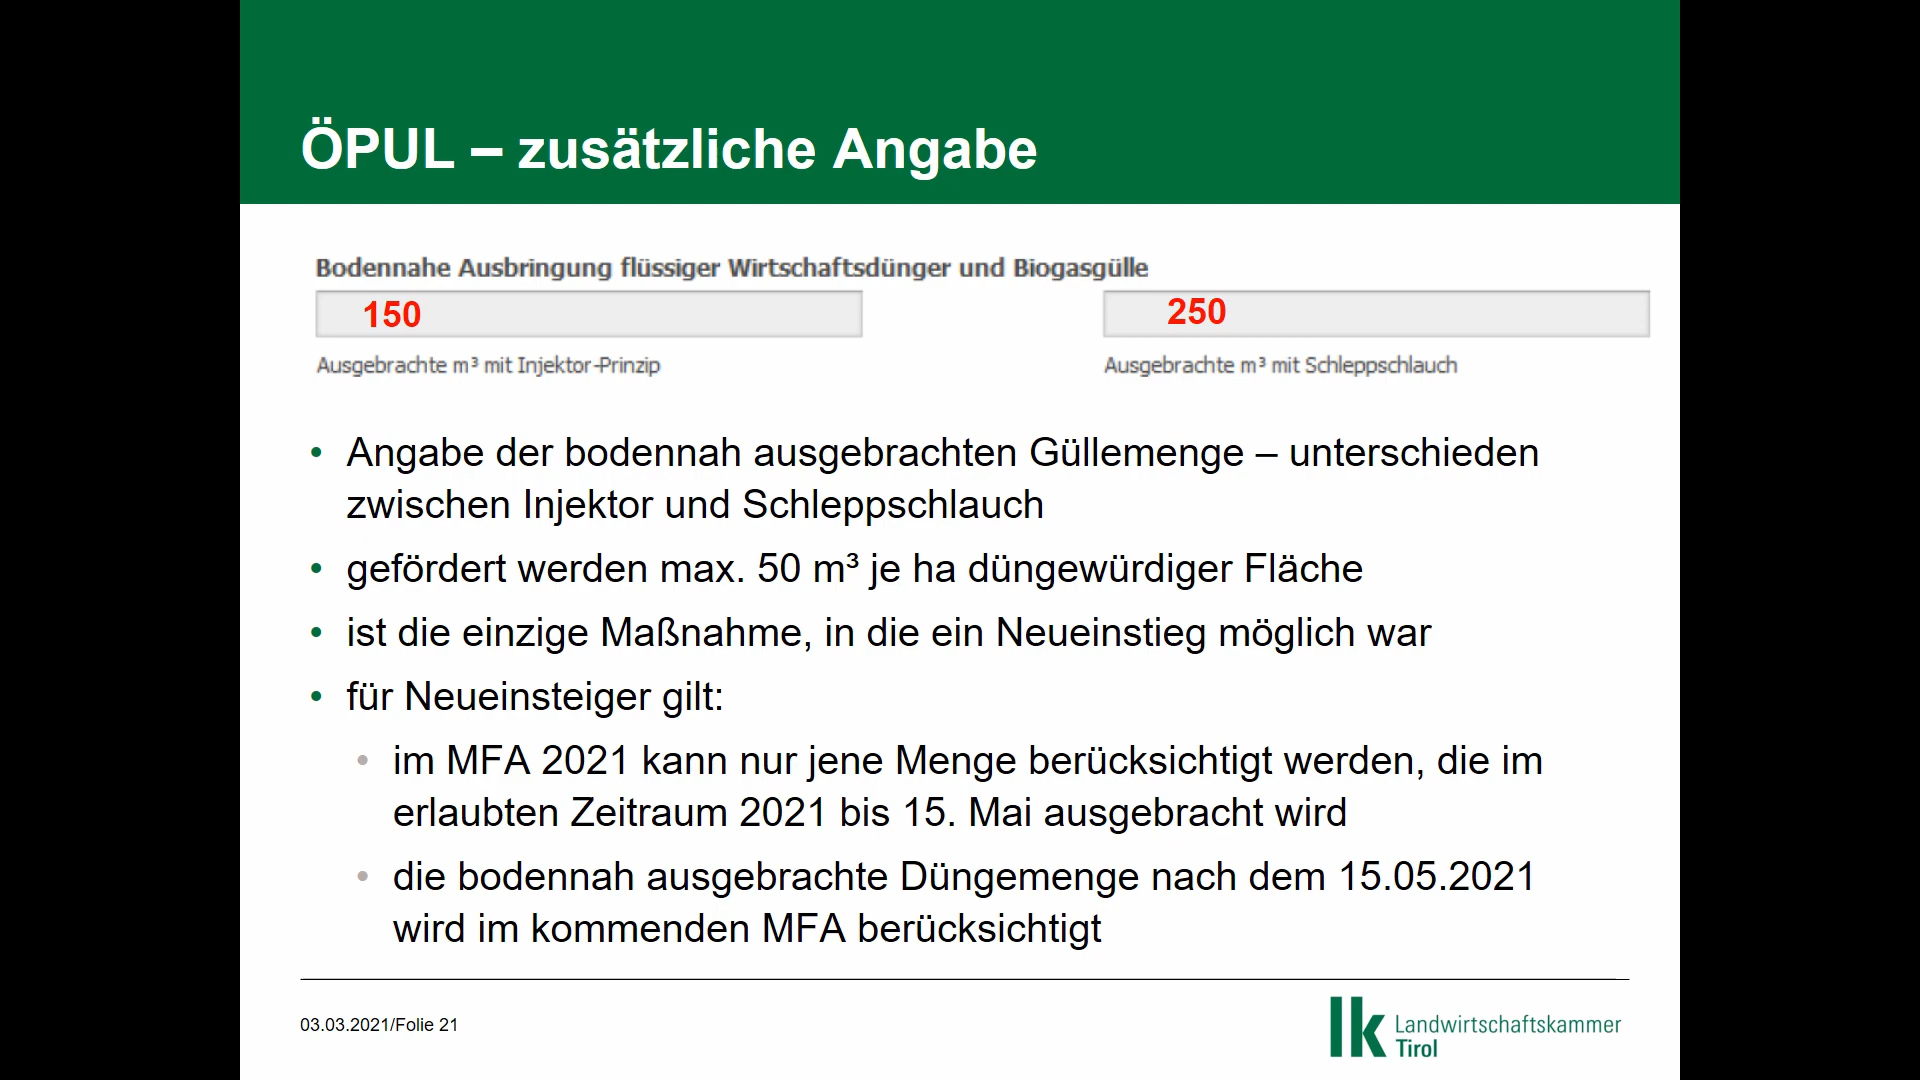 ÖPUL – zusätzliche Angabe
Bodennahe Ausbringung flüssiger Wirtschaftsdünger und Biogasgülle
150
250
Ausgebrachte m³ mit Injektor-Prinzip
Ausgebrachte m³ mit Schleppschlauch
• Angabe der bodennah ausgebrachten Güllemenge – unterschieden
zwischen Injektor und Schleppschlauch
• gefördert werden max. 50 m³ je ha düngewürdiger Fläche
• ist die einzige Maßnahme, in die ein Neueinstieg möglich war
• für Neueinsteiger gilt:
• im MFA 2021 kann nur jene Menge berücksichtigt werden, die im
erlaubten Zeitraum 2021 bis 15. Mai ausgebracht wird
• die bodennah ausgebrachte Düngemenge nach dem 15.05.2021
wird im kommenden MFA berücksichtigt
03.03.2021/Folie 21
lk Landwirtschaftskammer
Tirol